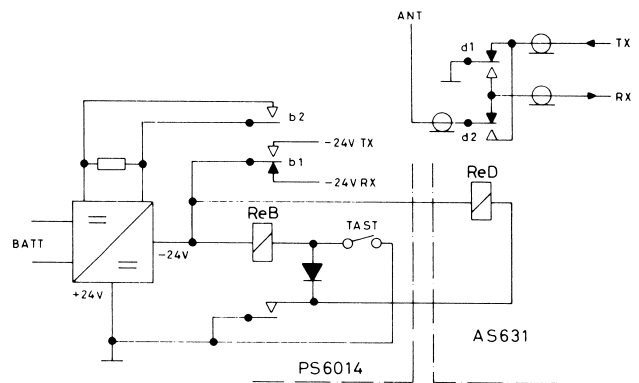 ANT
d1
TX
RX
d2
b2
-24V TX
b1
-24V RX
ReD
ReB
TAST
BATT
-24V
+24V
AS631
PS6014